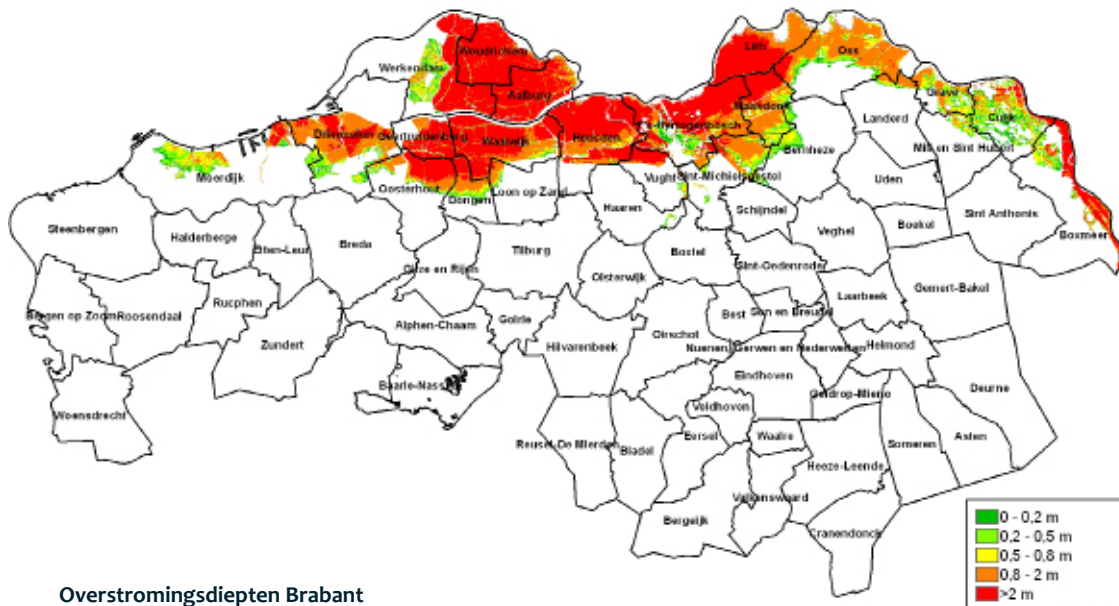 Woudrichem
Werkendam
Aalburg
Lith
Oss
Maasdonk
Grave
Cuijk
Drimmelen
Geertruidenberg
Waalwijk
Heusden
's-Hertogenbosch
Landerd
Bernheze
Mill en Sint Hubert
Moerdijk
Oosterhout
Dongen
Loon op Zand
Vught
Sint-Michielsgestel
Uden
Haaren
Schijndel
Boekel
Sint Anthonis
Steenbergen
Halderberge
Etten-Leur
Breda
Tilburg
Veghel
Boxmeer
Gilze en Rijen
Oisterwijk
Boxtel
Sint-Oedenrode
Gemert-Bakel
Rucphen
Laarbeek
Bergen op Zoom
Roosendaal
Alphen-Chaam
Goirle
Best
Son en Breugel
Zundert
Hilvarenbeek
Oirschot
Nuenen, Gerwen en Nederwetten
Helmond
Eindhoven
Baarle-Nass
Deurne
Geldrop-Mierlo
Woensdrecht
Veldhoven
Reusel-De Mierden
Bladel
Eersel
Waalre
Someren
Asten
Heeze-Leende
Valkenswaard
Bergeijk
Cranendonck
0 - 0,2 m
0,2 - 0,5 m
0,5 - 0,8 m
0,8 - 2 m
>2 m
Overstromingsdiepten Brabant